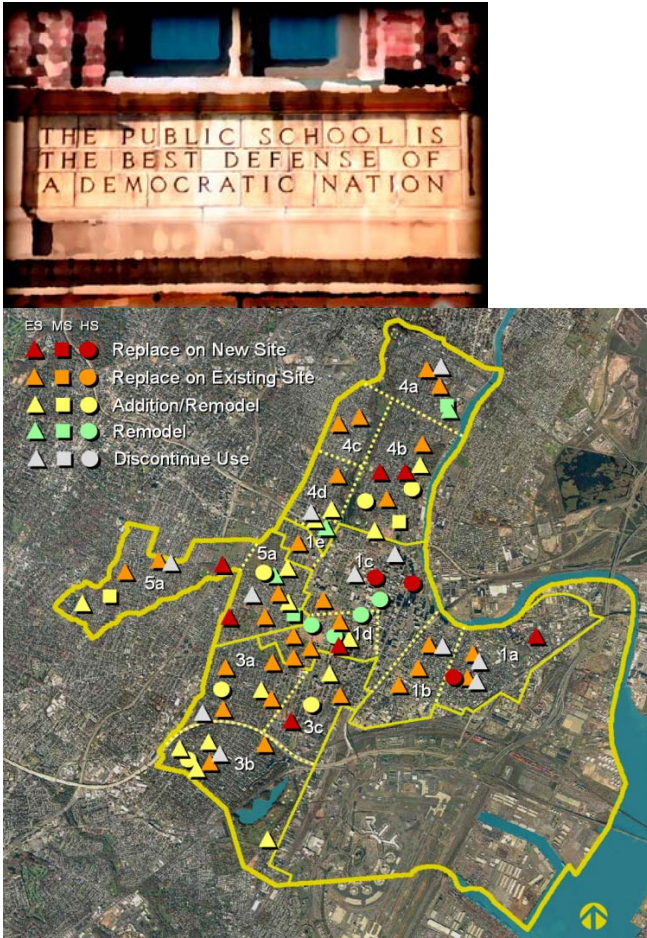 THE PUBLIC SCHOOL IS
THE BEST DEFENSE OF
A DEMOCRATIC NATION
ES MS HS
Replace on New Site
Replace on Existing Site
Addition/Remodel
Remodel
Discontinue Use
4a
4c
4b
4d
1e
5a
1c
5a
1d
1a
3a
1b
3c
3b